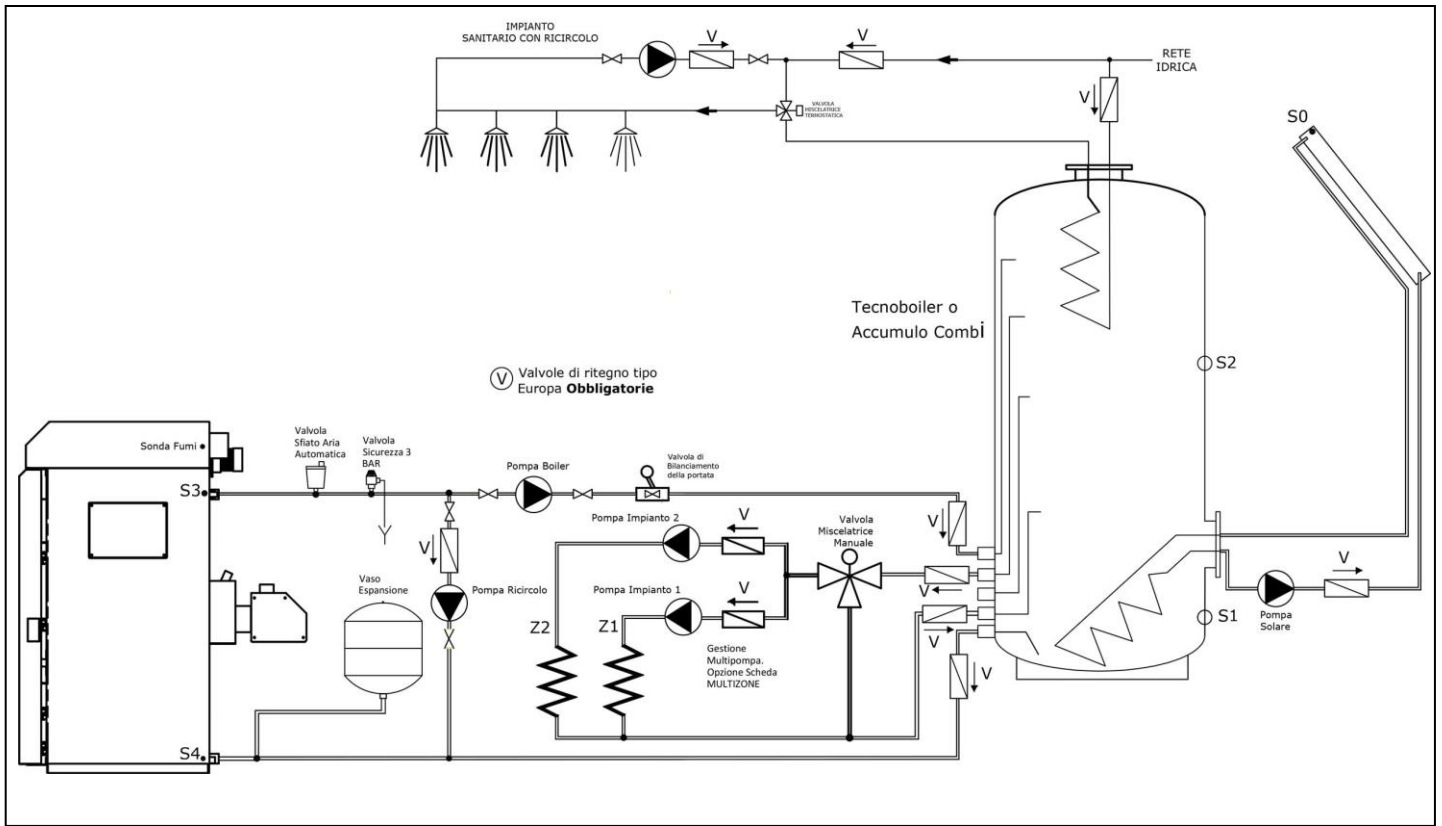 IMPIANTO
SANITARIO CON RICIRCOLO
V
V
RETE
IDRICA
V
VALVOLA
MISCELATRICE
TERMOSTATICA
S0
Tecnoboiler o
Accumulo Combi
S2
V Valvole di ritegno tipo
Europa Obbligatorie
Sonda Fumi
Valvola
Sfiato Aria
Automatica
Valvola
Sicurezza 3
BAR
Pompa Boiler
Valvola di
Bilanciamento
della portata
S3
V
Pompa Impianto 2
V
Valvola
Miscelatrice
Manuale
V
V
Vaso
Espansione
Pompa Ricircolo
Pompa Impianto 1
V
V
V
Pompa
Solare
S1
Z2
Z1
Gestione
Multipompa.
Opzione Scheda
MULTIZONE
V
V
S4